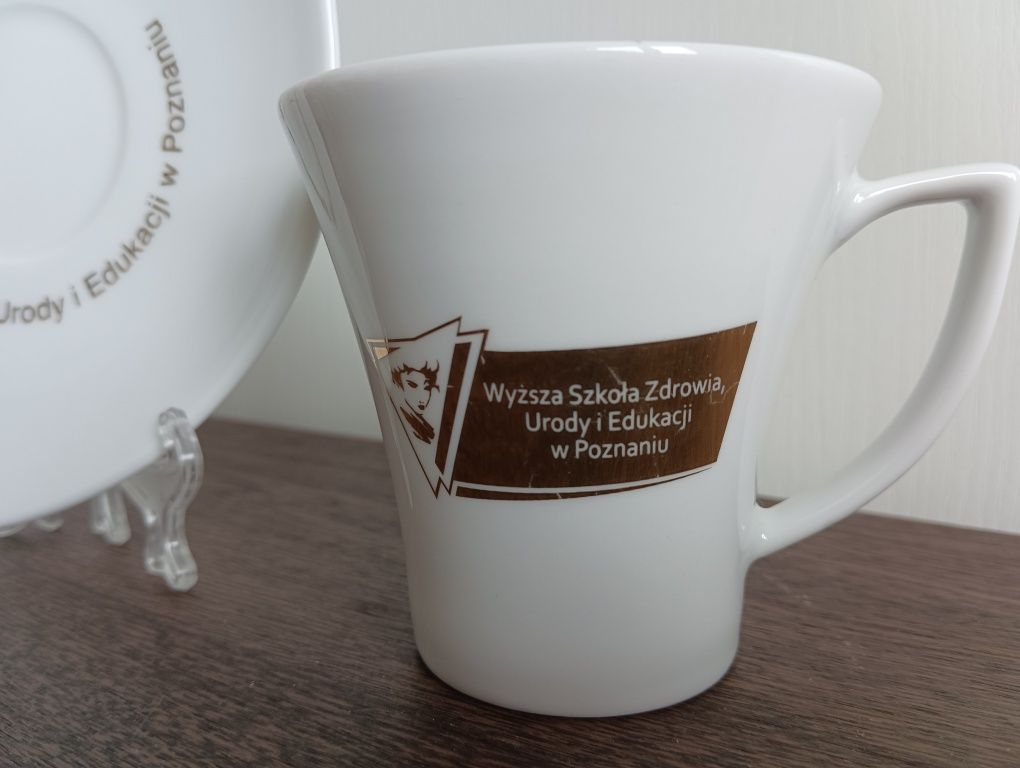 Urody i Edukacji w Poznaniu
Wyższa Szkoła Zdrowia,
Urody i Edukacji
w Poznaniu